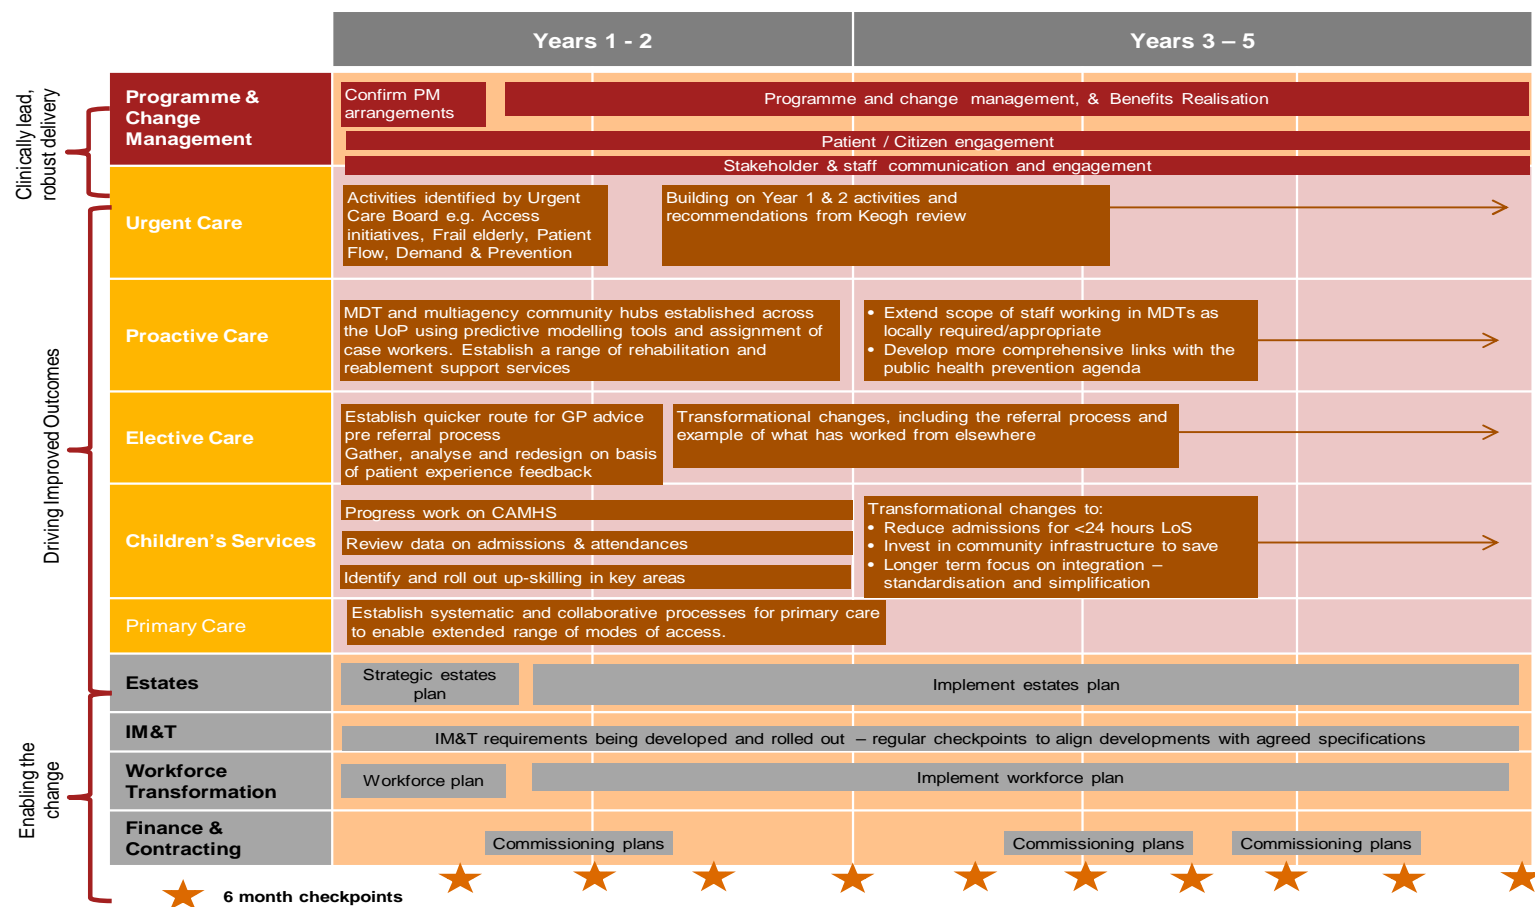 Years 1 - 2
Years 3 – 5
Clinically lead,
robust delivery
Programme &
Change
Management
Confirm PM
arrangements
Programme and change management, & Benefits Realisation
Patient / Citizen engagement
Stakeholder & staff communication and engagement
Driving Improved Outcomes
Urgent Care
Activities identified by Urgent
Care Board e.g. Access
initiatives, Frail elderly, Patient
Flow, Demand & Prevention
Building on Year 1 & 2 activities and
recommendations from Keogh review
Proactive Care
MDT and multiagency community hubs established across
the UoP using predictive modelling tools and assignment of
case workers. Establish a range of rehabilitation and
reablement support services
• Extend scope of staff working in MDTs as
locally required/appropriate
• Develop more comprehensive links with the
public health prevention agenda
Elective Care
Establish quicker route for GP advice
pre referral process
Gather, analyse and redesign on basis
of patient experience feedback
Transformational changes, including the referral process and
example of what has worked from elsewhere
Children's Services
Progress work on CAMHS
Review data on admissions & attendances
Identify and roll out up-skilling in key areas
Transformational changes to:
• Reduce admissions for <24 hours LoS
• Invest in community infrastructure to save
• Longer term focus on integration –
standardisation and simplification
Primary Care
Establish systematic and collaborative processes for primary care
to enable extended range of modes of access.
Enabling the
change
Estates
Strategic estates
plan
Implement estates plan
IM&T
IM&T requirements being developed and rolled out – regular checkpoints to align developments with agreed specifications
Workforce
Transformation
Workforce plan
Implement workforce plan
Finance &
Contracting
Commissioning plans
Commissioning plans
Commissioning plans
6 month checkpoints